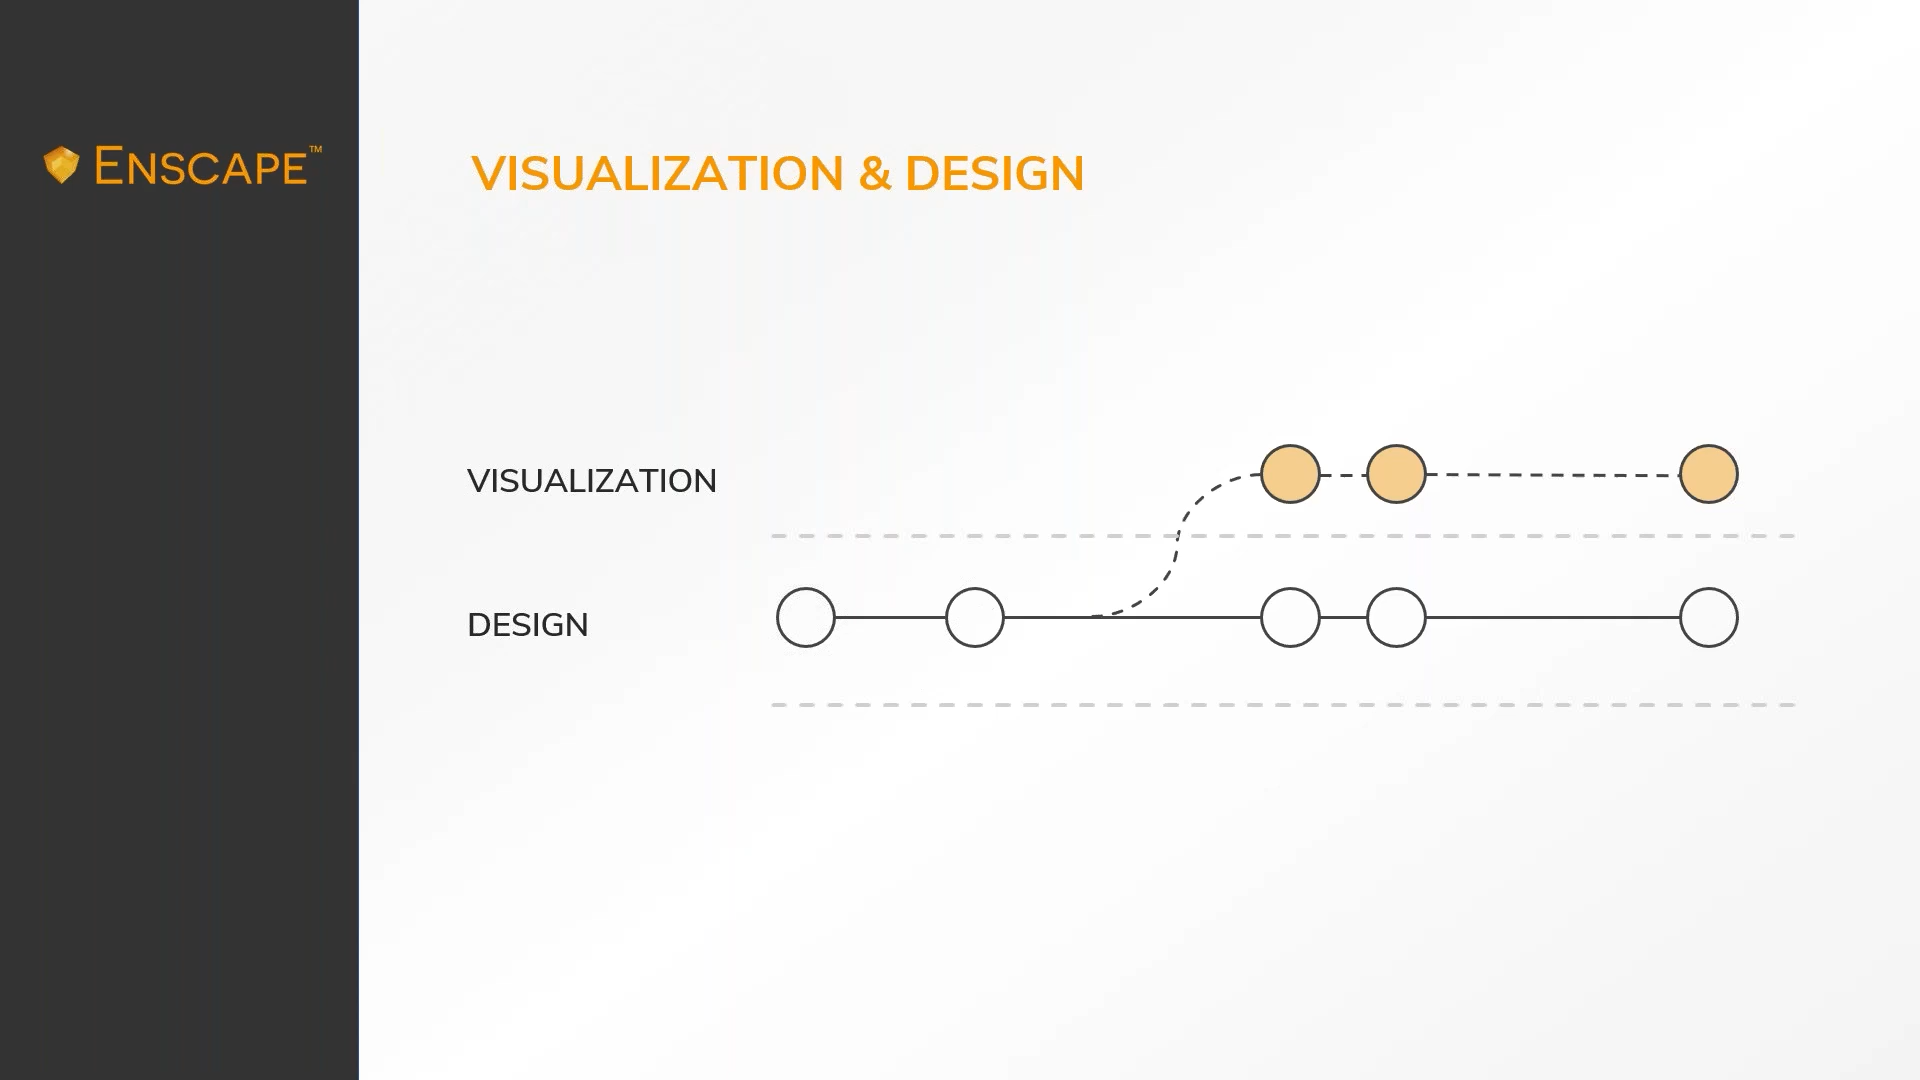 ENSCAPE™
VISUALIZATION & DESIGN
VISUALIZATION
DESIGN